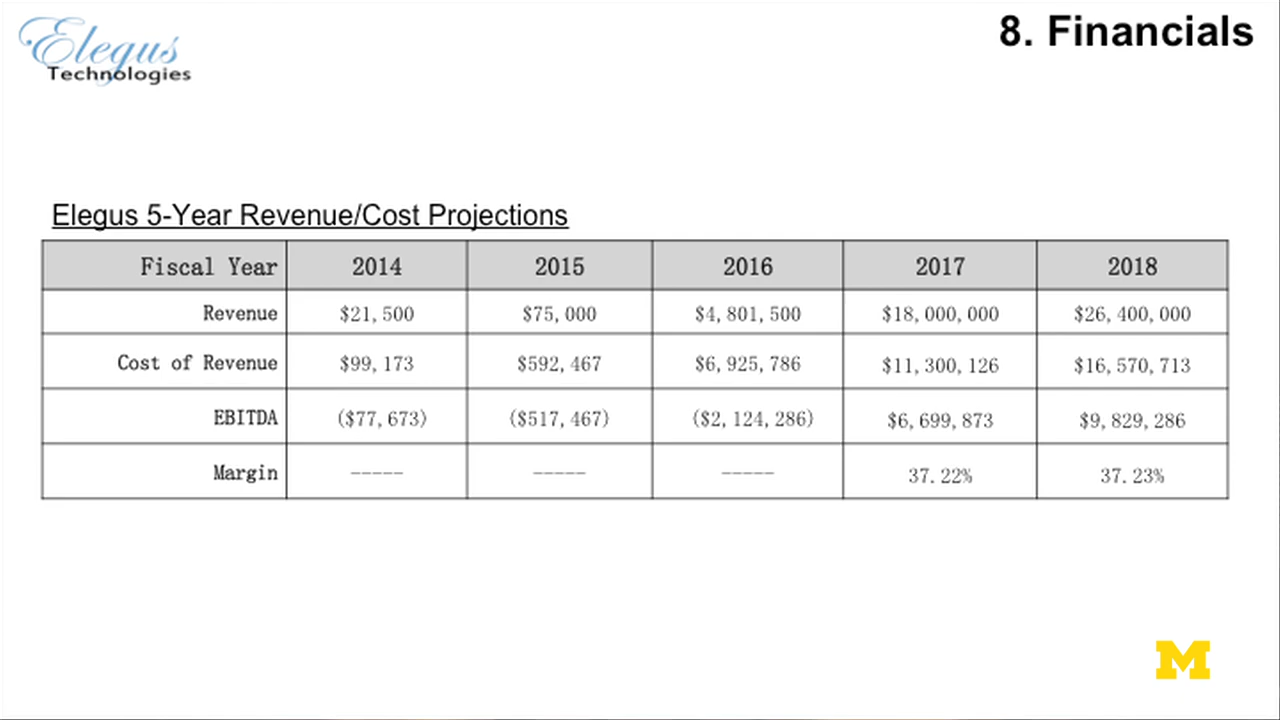 Elegus
Technologies
8. Financials
Elegus 5-Year Revenue/Cost Projections
Fiscal Year 2014 2015 2016 2017 2018
Revenue $21,500 $75,000 $4,801,500 $18,000,000 $26,400,000
Cost of Revenue $99,173 $592,467 $6,925,786 $11,300,126 $16,570,713
EBITDA ($77,673) ($517,467) ($2,124,286) $6,699,873 $9,829,286
Margin ----- ----- ----- 37.22% 37.23%
M